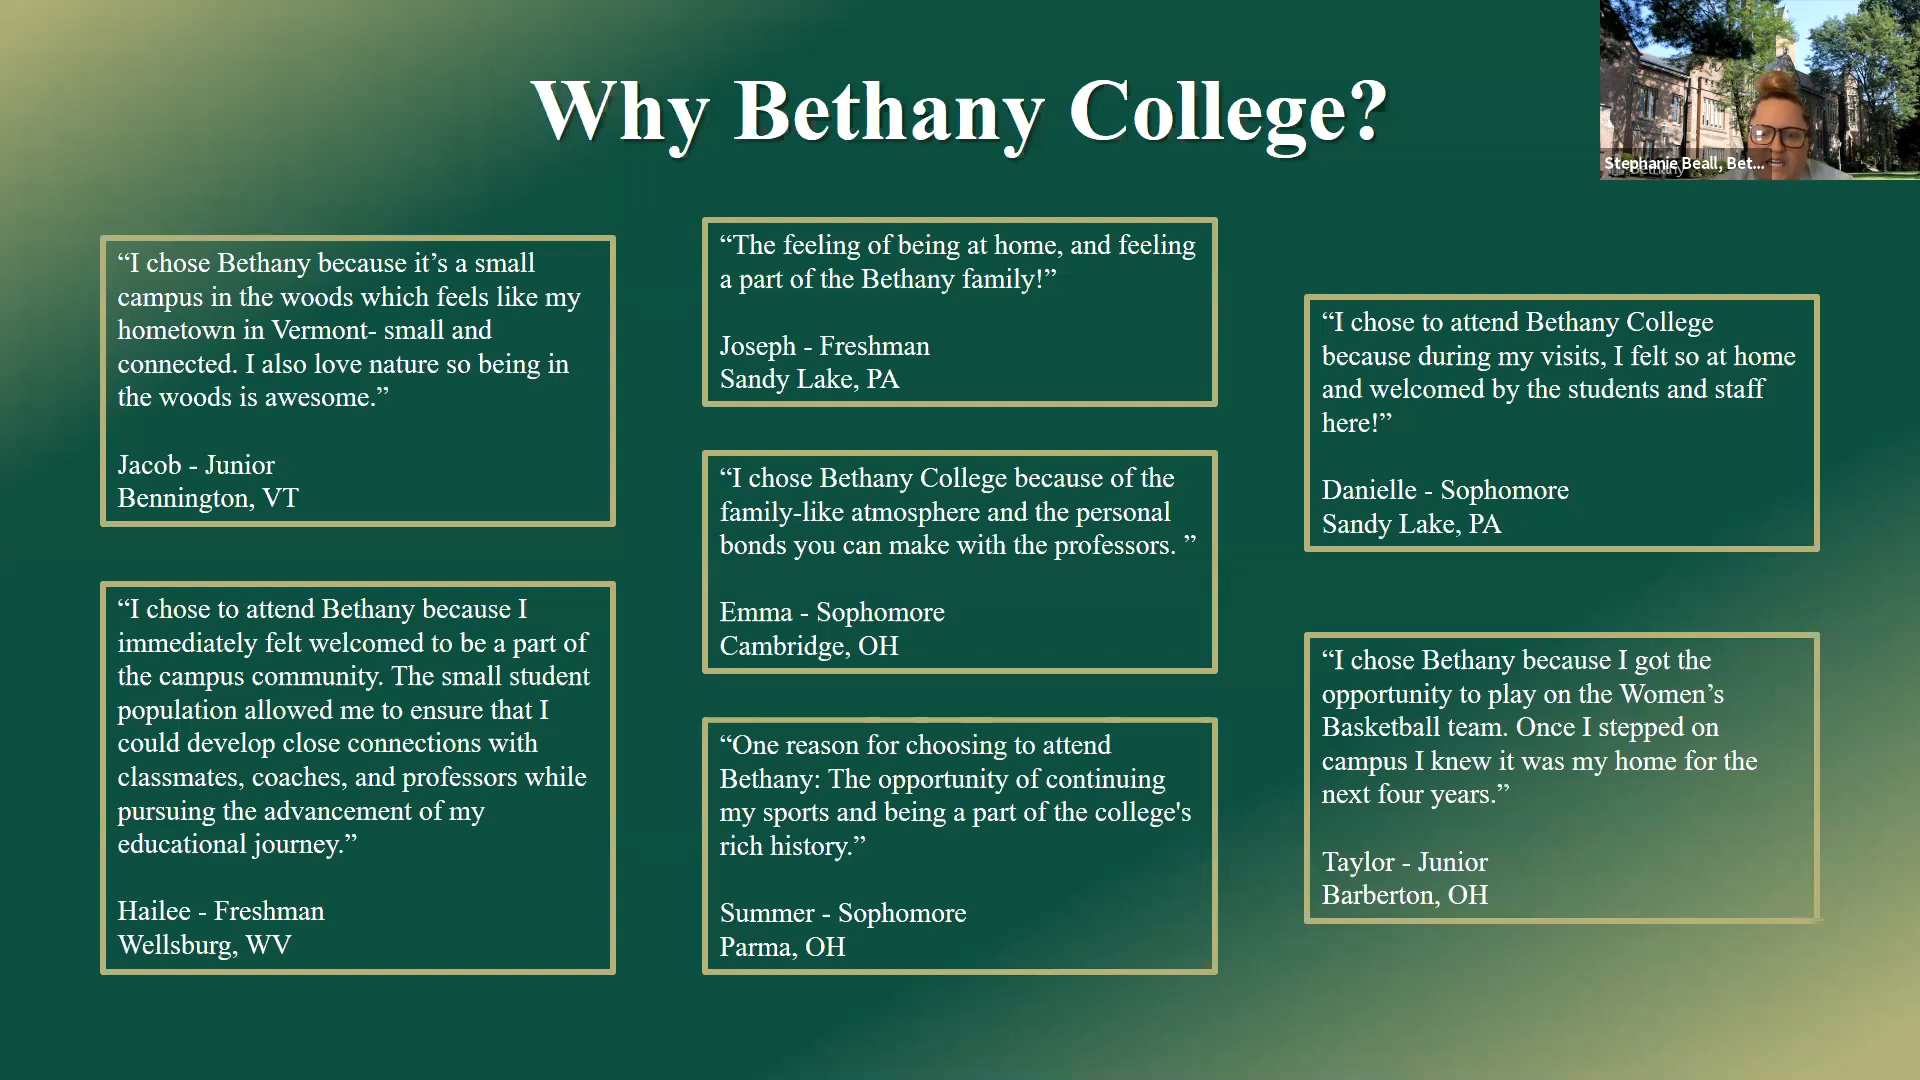 Why Bethany College?
Stephanie Beall, Bet...
Bethany
“I chose Bethany because it’s a small
campus in the woods which feels like my
hometown in Vermont- small and
connected. I also love nature so being in
the woods is awesome.”
Jacob - Junior
Bennington, VT
“I chose to attend Bethany because I
immediately felt welcomed to be a part of
the campus community. The small student
population allowed me to ensure that I
could develop close connections with
classmates, coaches, and professors while
pursuing the advancement of my
educational journey.”
Hailee - Freshman
Wellsburg, WV
“The feeling of being at home, and feeling
a part of the Bethany family!”
Joseph - Freshman
Sandy Lake, PA
“I chose Bethany College because of the
family-like atmosphere and the personal
bonds you can make with the professors. ”
Emma - Sophomore
Cambridge, OH
“One reason for choosing to attend
Bethany: The opportunity of continuing
my sports and being a part of the college's
rich history.”
Summer - Sophomore
Parma, OH
“I chose to attend Bethany College
because during my visits, I felt so at home
and welcomed by the students and staff
here!”
Danielle - Sophomore
Sandy Lake, PA
“I chose Bethany because I got the
opportunity to play on the Women’s
Basketball team. Once I stepped on
campus I knew it was my home for the
next four years.”
Taylor - Junior
Barberton, OH